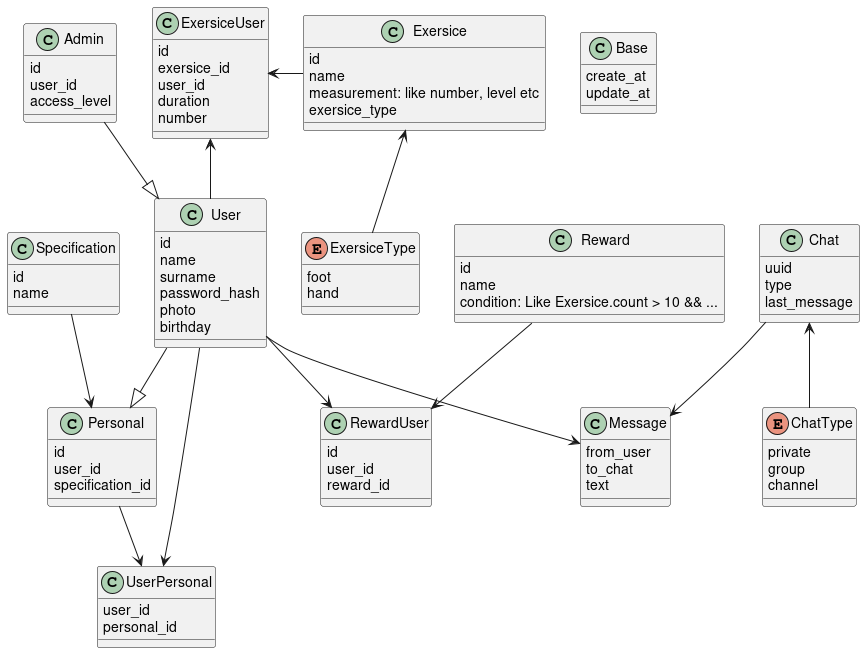 C Admin
id
user_id
access_level
C ExersiceUser
id
exersice_id
user_id
duration
number
C Exersice
id
name
measurement: like number, level etc
exersice_type
C Base
create_at
update_at
C Specification
id
name
C User
id
name
surname
password_hash
photo
birthday
E ExersiceType
foot
hand
C Reward
id
name
condition: Like Exersice.count > 10 && ...
C Chat
uuid
type
last_message
C Personal
id
user_id
specification_id
C RewardUser
id
user_id
reward_id
C Message
from_user
to_chat
text
E ChatType
private
group
channel
C UserPersonal
user_id
personal_id